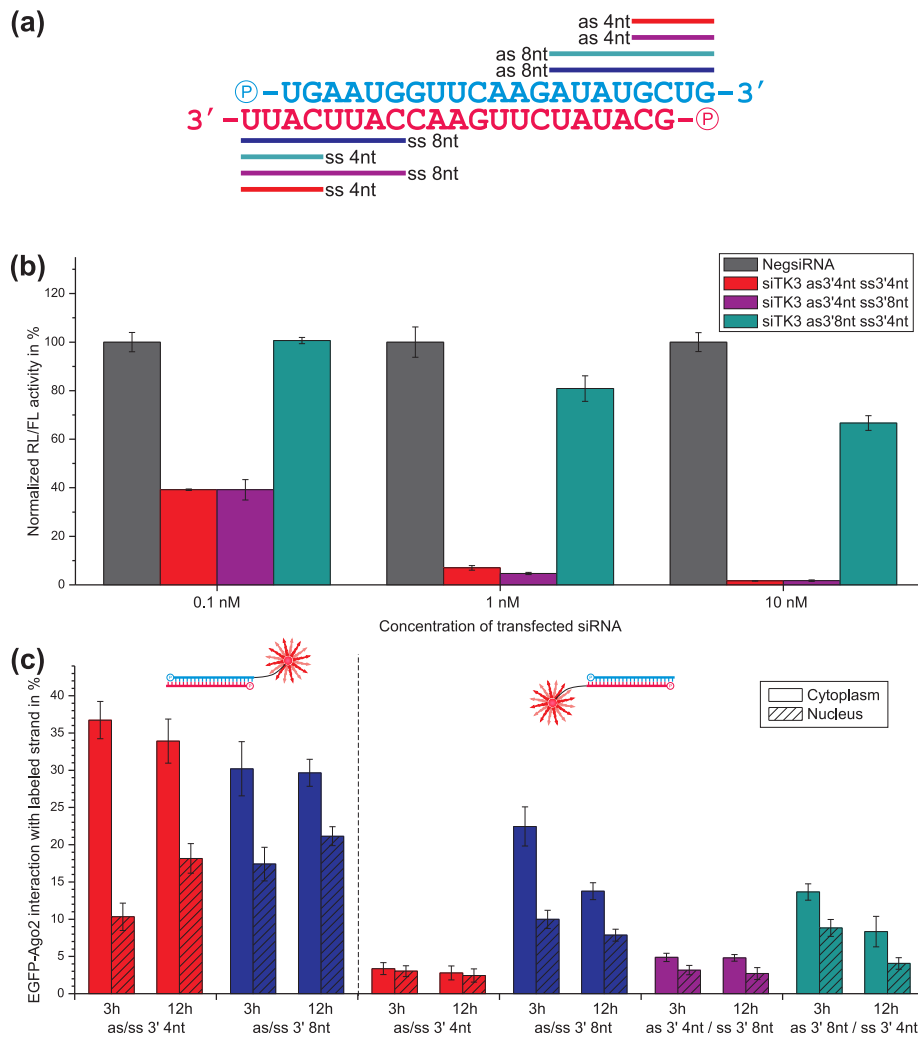 (a)
as 4nt
as 4nt
as 8nt
as 8nt
P-UGAAUGGUUCAAGAUAUGCUG-3′
3′-UUACUUACCAAGUUCUAUACG-P
ss 8nt
ss 4nt
ss 8nt
ss 4nt
(b)
NegsiRNA
siTK3 as3'4nt ss3'4nt
siTK3 as3'4nt ss3'8nt
siTK3 as3'8nt ss3'4nt
Normalized RL/FL activity in %
120
100
80
60
40
20
0
0.1 nM 1 nM 10 nM
Concentration of transfected siRNA
(c)
P
P
P
P
Cytoplasm
Nucleus
EGFP-Ago2 interaction with labeled strand in %
40
35
30
25
20
15
10
5
0
3h 12h 3h 12h 3h 12h 3h 12h 3h 12h 3h 12h
as/ss 3' 4nt as/ss 3' 8nt as/ss 3' 4nt as/ss 3' 8nt as 3' 4nt / ss 3' 8nt as 3' 8nt / ss 3' 4nt